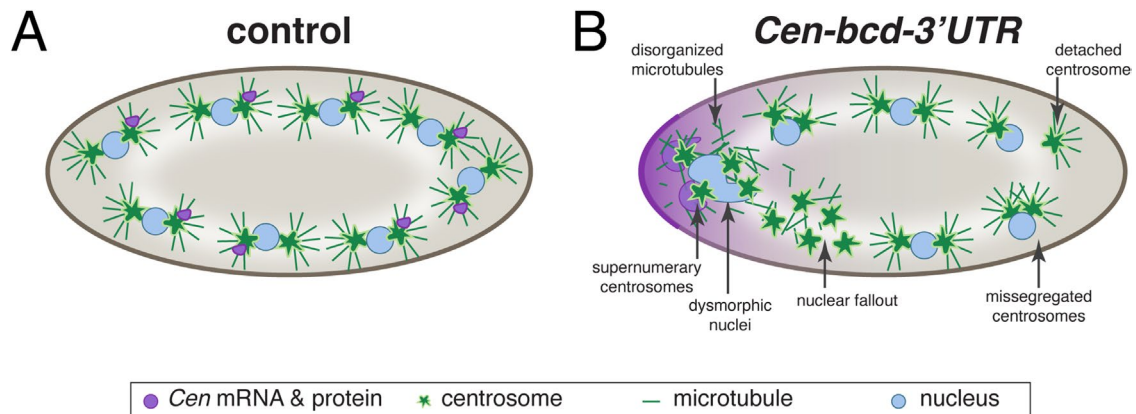 A
control
B
Cen-bcd-3'UTR
disorganized
microtubules
detached
centrosome
supernumerary
centrosomes
dysmorphic
nuclei
nuclear fallout
missegregated
centrosomes
Cen mRNA & protein
centrosome
microtubule
nucleus